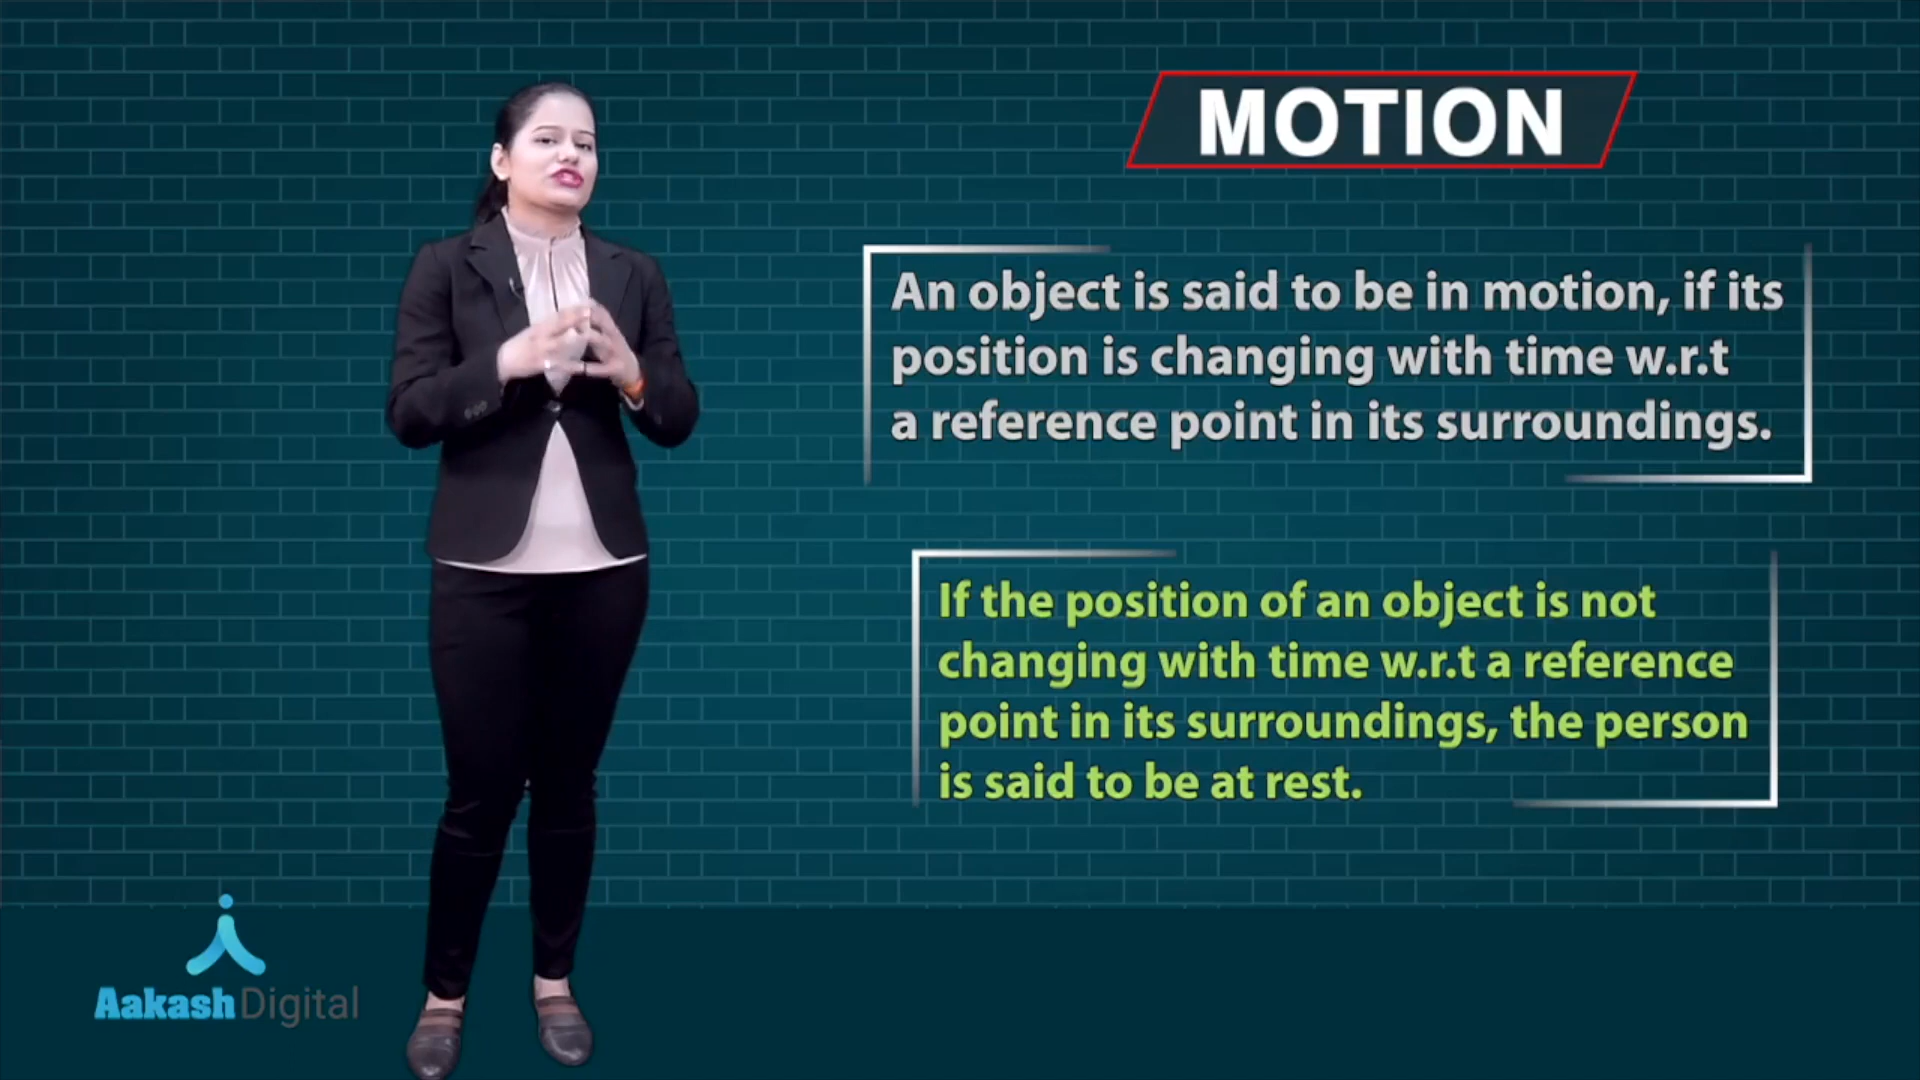 MOTION
An object is said to be in motion, if its
position is changing with time w.r.t
a reference point in its surroundings.
If the position of an object is not
changing with time w.r.t a reference
point in its surroundings, the person
is said to be at rest.
Aakash Digital